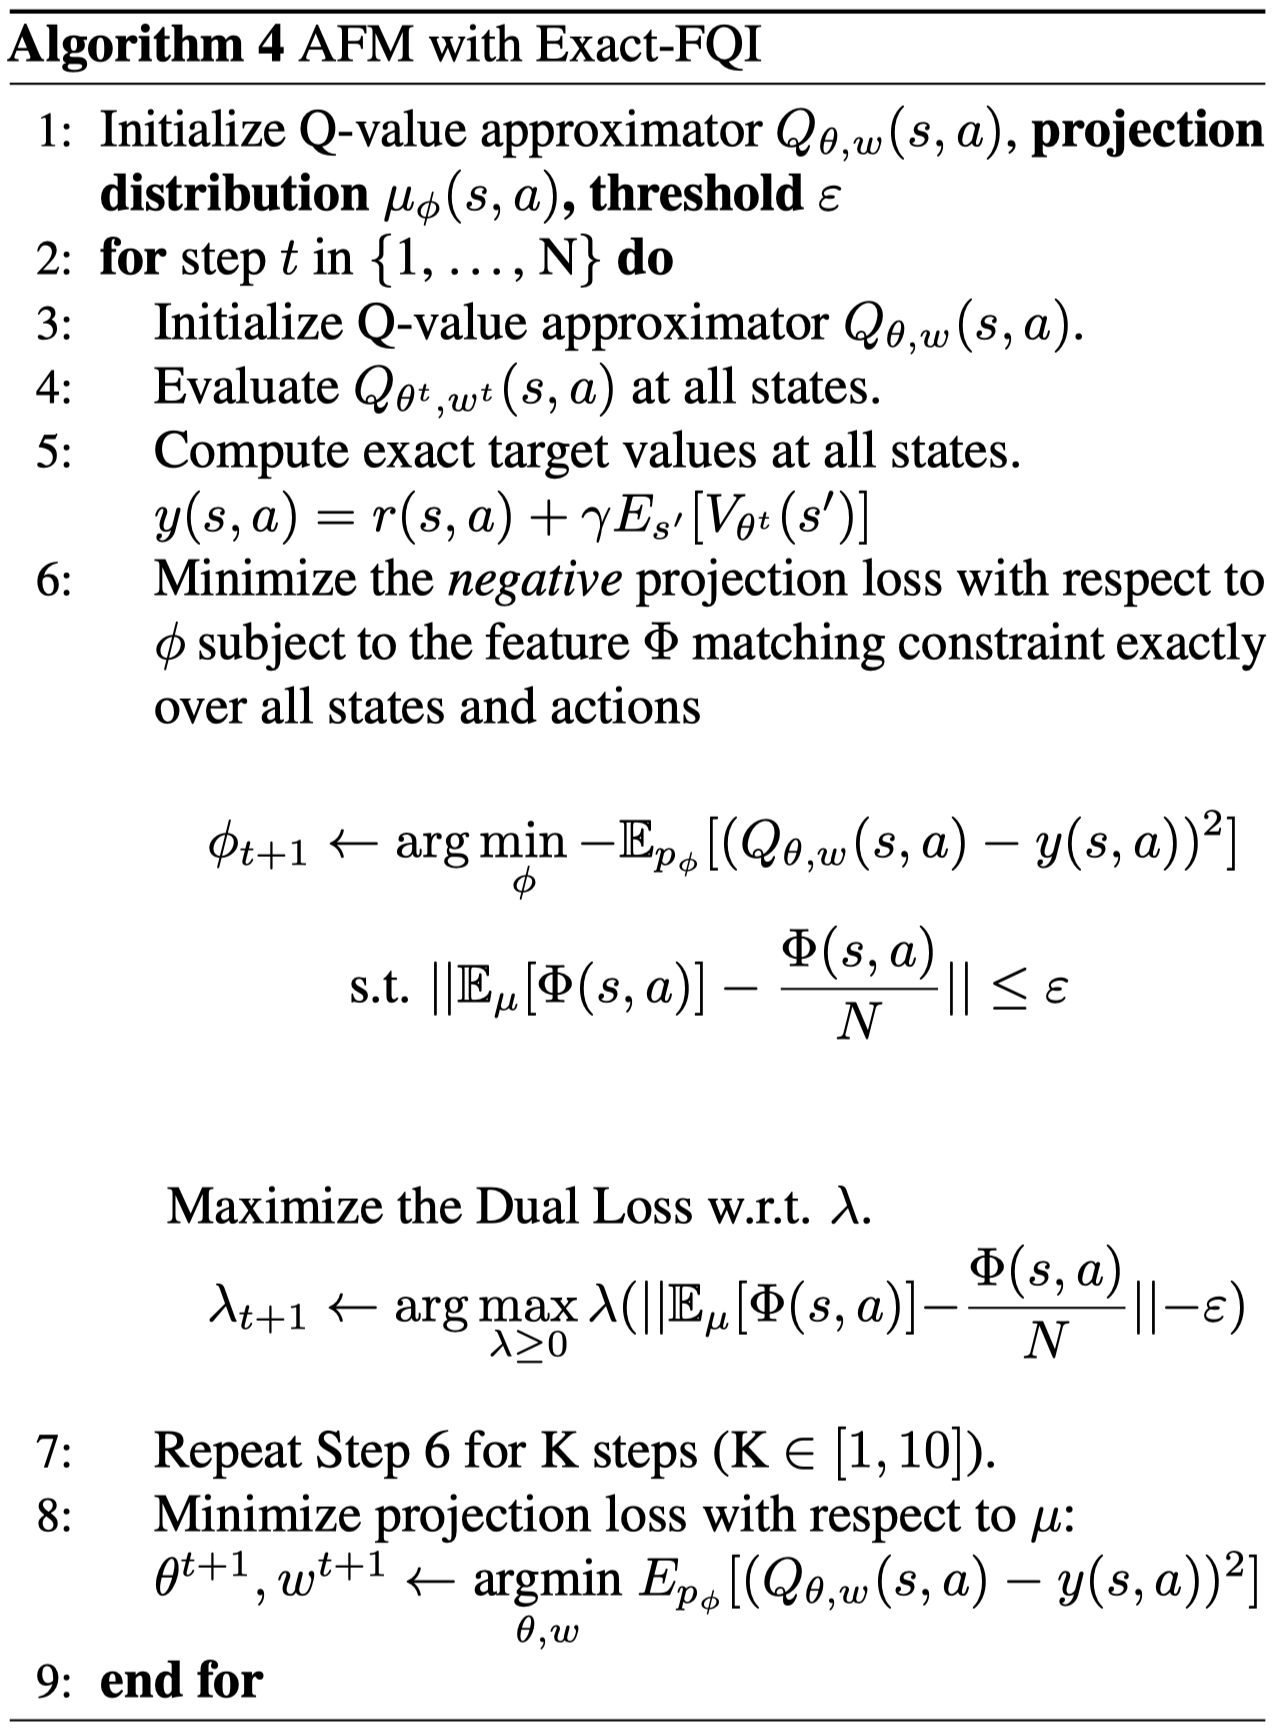 Algorithm 4 AFM with Exact-FQI
1: Initialize Q-value approximator $Q_{\theta,w}(s, a)$, projection
distribution $\mu_\phi(s, a)$, threshold $\varepsilon$
2: for step $t$ in $\{1, \ldots, \mathrm{N}\}$ do
3: Initialize Q-value approximator $Q_{\theta,w}(s, a)$.
4: Evaluate $Q_{\theta^t,w^t}(s, a)$ at all states.
5: Compute exact target values at all states.
$y(s, a) = r(s, a) + \gamma E_{s'}[V_{\theta^t}(s')]$
6: Minimize the negative projection loss with respect to
$\phi$ subject to the feature $\Phi$ matching constraint exactly
over all states and actions
$\phi_{t+1} \leftarrow \arg\min_{\phi} -\mathbb{E}_{p_\phi}[(Q_{\theta,w}(s, a) - y(s, a))^2]$
s.t. $||\mathbb{E}_\mu[\Phi(s, a)] - \frac{\Phi(s, a)}{N}|| \leq \varepsilon$
Maximize the Dual Loss w.r.t. $\lambda$.
$\lambda_{t+1} \leftarrow \arg\max_{\lambda \geq 0} \lambda(||\mathbb{E}_\mu[\Phi(s, a)] - \frac{\Phi(s, a)}{N}|| - \varepsilon)$
7: Repeat Step 6 for K steps (K $\in [1, 10]$).
8: Minimize projection loss with respect to $\mu$:
$\theta^{t+1}, w^{t+1} \leftarrow \operatorname{argmin}_{\theta,w} E_{p_\phi}[(Q_{\theta,w}(s, a) - y(s, a))^2]$
9: end for